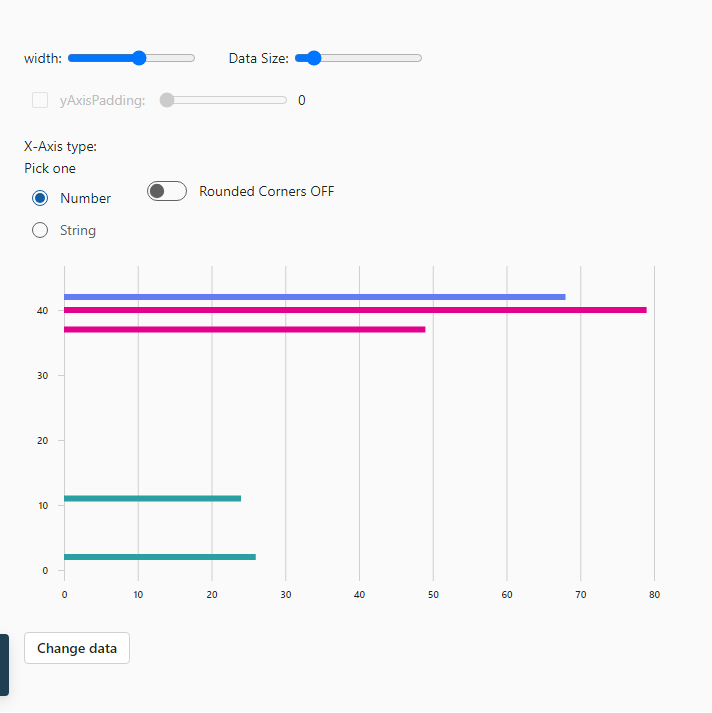 width: Data Size:
yAxisPadding: 0
X-Axis type:
Pick one
Number
Rounded Corners OFF
String
40
30
20
10
0
0 10 20 30 40 50 60 70 80
Change data